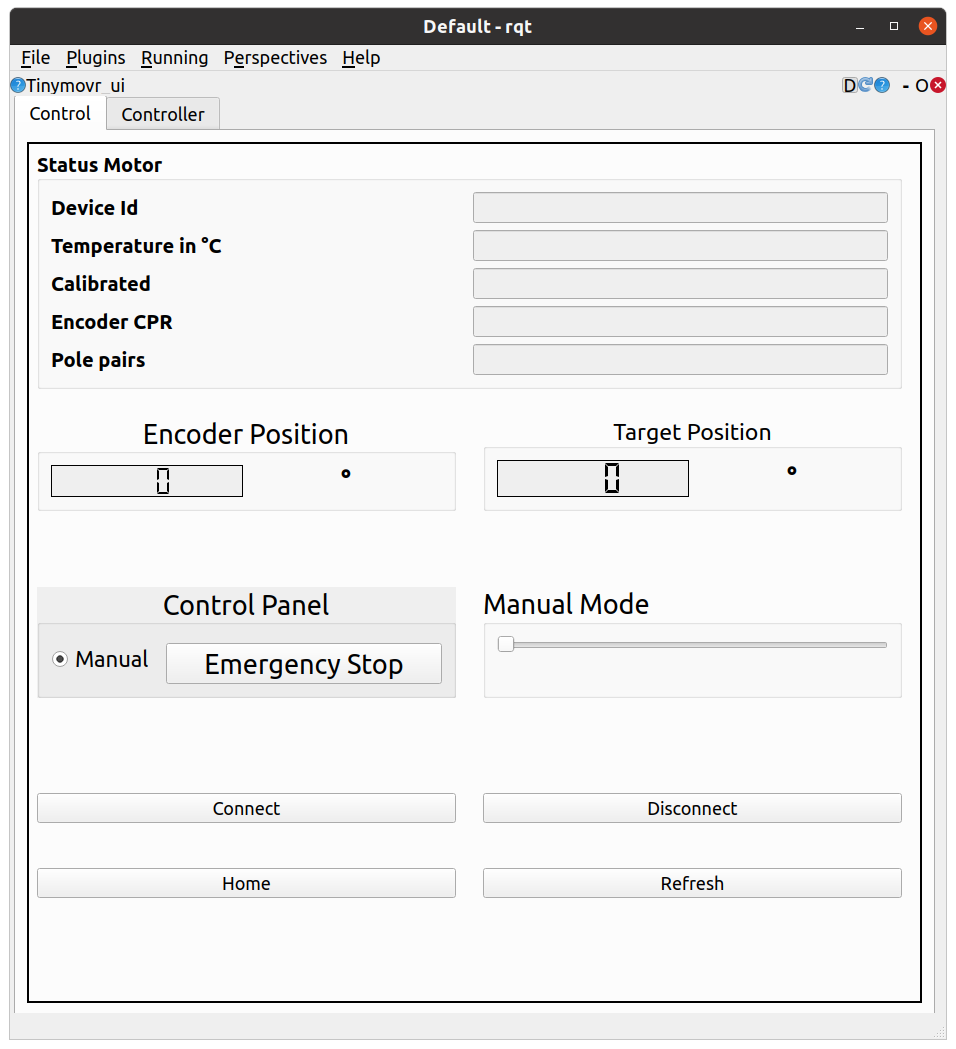 Default - rqt
File Plugins Running Perspectives Help
Tinymovr_ui D ? - O
Control Controller
Status Motor
Device Id
Temperature in °C
Calibrated
Encoder CPR
Pole pairs
Encoder Position Target Position
0 ° 0 °
Control Panel Manual Mode
Manual Emergency Stop
Connect Disconnect
Home Refresh